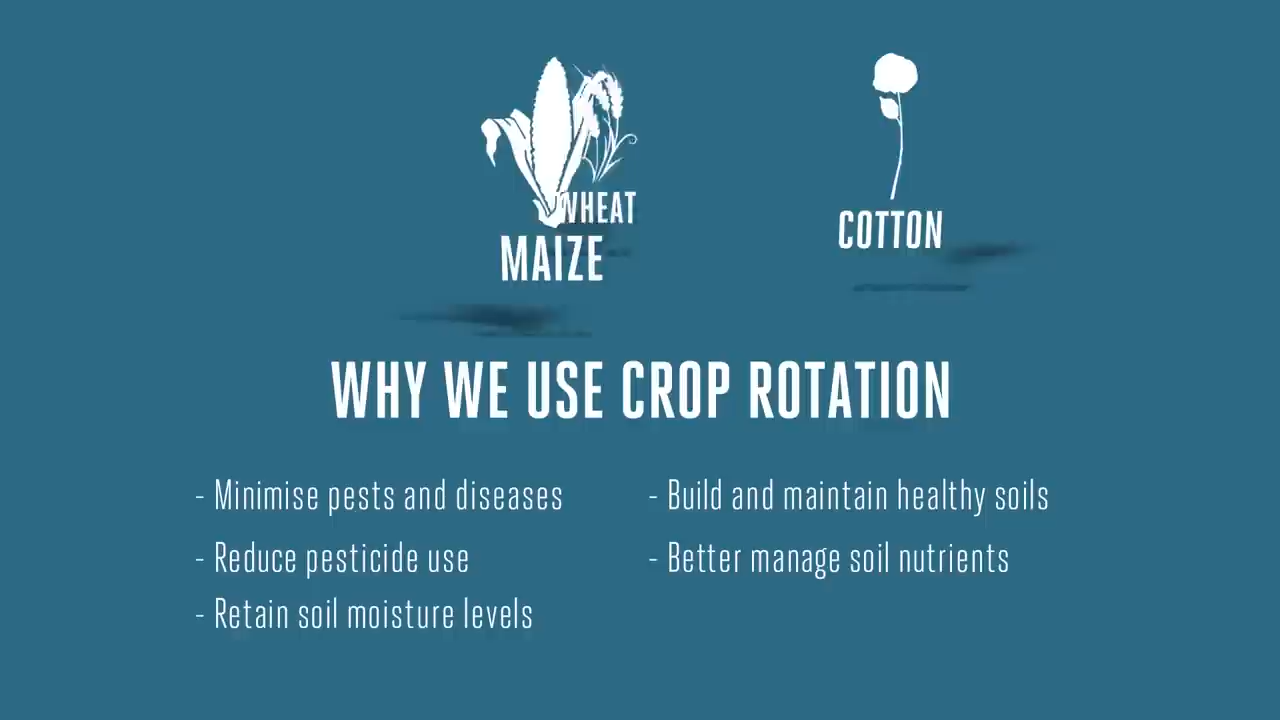 WHEAT
MAIZE
COTTON
WHY WE USE CROP ROTATION
- Minimise pests and diseases
- Reduce pesticide use
- Retain soil moisture levels
- Build and maintain healthy soils
- Better manage soil nutrients